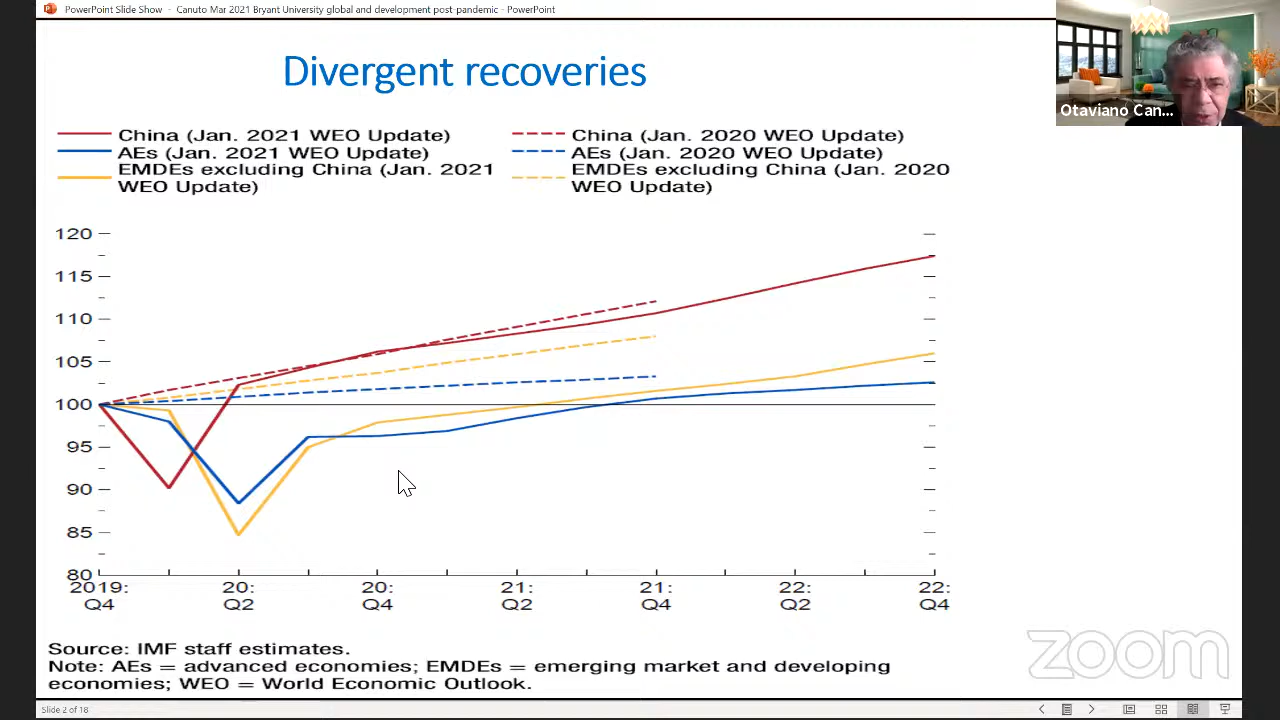 PowerPoint Slide Show - Canuto Mar 2021 Bryant University global and development post-pandemic - PowerPoint
Otaviano Can...
Divergent recoveries
China (Jan. 2021 WEO Update)
AEs (Jan. 2021 WEO Update)
EMDEs excluding China (Jan. 2021
WEO Update)
China (Jan. 2020 WEO Update)
AEs (Jan. 2020 WEO Update)
EMDEs excluding China (Jan. 2020
WEO Update)
120
115
110
105
100
95
90
85
80
2019:
Q4
20:
Q2
20:
Q4
21:
Q2
21:
Q4
22:
Q2
22:
Q4
Source: IMF staff estimates.
Note: AEs = advanced economies; EMDEs = emerging market and developing
economies; WEO = World Economic Outlook.
zoom
Slide 2 of 18